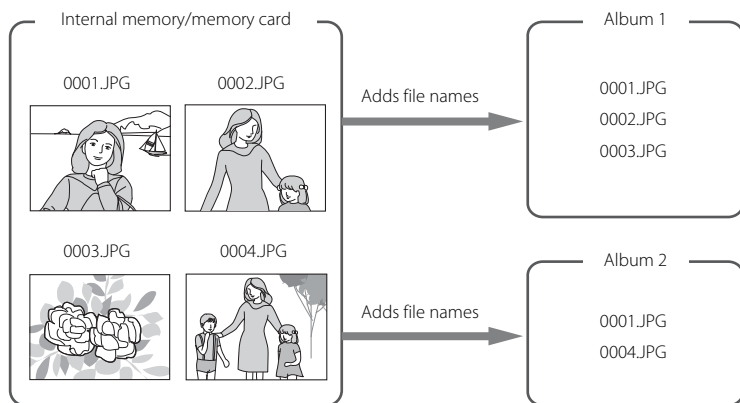 Internal memory/memory card
0001.JPG
0002.JPG
0003.JPG
0004.JPG
Adds file names
Adds file names
Album 1
0001.JPG
0002.JPG
0003.JPG
Album 2
0001.JPG
0004.JPG